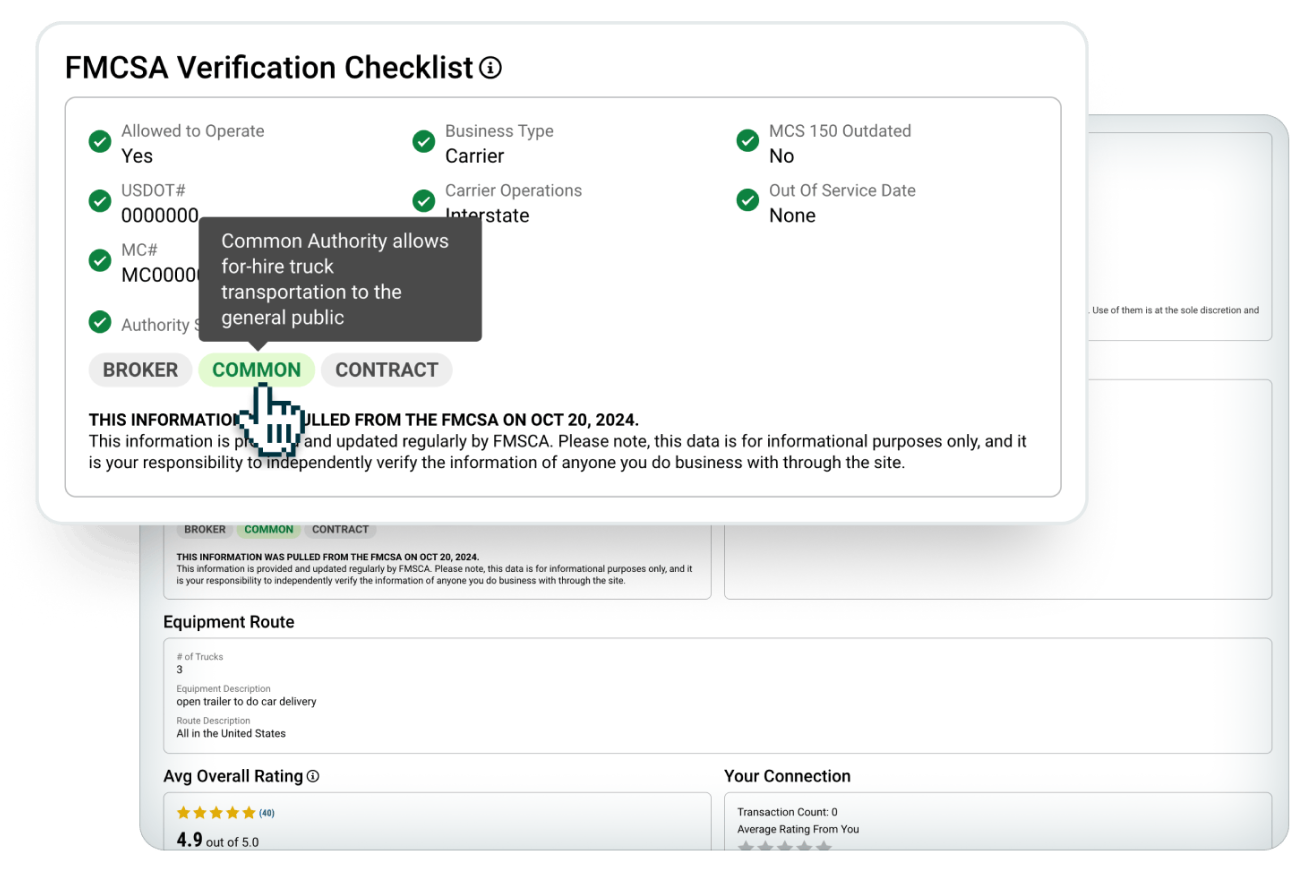 FMCSA Verification Checklist
Allowed to Operate
Yes
Business Type
Carrier
MCS 150 Outdated
No
USDOT#
0000000
Carrier Operations
Interstate
Out Of Service Date
None
MC#
MC0000
Authority
Common Authority allows
for-hire truck
transportation to the
general public
BROKER COMMON CONTRACT
THIS INFORMATION PULLED FROM THE FMCSA ON OCT 20, 2024.
This information is and updated regularly by FMSCA. Please note, this data is for informational purposes only, and it
is your responsibility to independently verify the information of anyone you do business with through the site.
. Use of them is at the sole discretion and
BROKER COMMON CONTRACT
THIS INFORMATION WAS PULLED FROM THE FMCSA ON OCT 20, 2024.
This information is provided and updated regularly by FMSCA. Please note, this data is for informational purposes only, and it
is your responsibility to independently verify the information of anyone you do business with through the site.
Equipment Route
# of Trucks
3
Equipment Description
open trailer to do car delivery
Route Description
All in the United States
Avg Overall Rating
(40)
4.9 out of 5.0
Your Connection
Transaction Count: 0
Average Rating From You